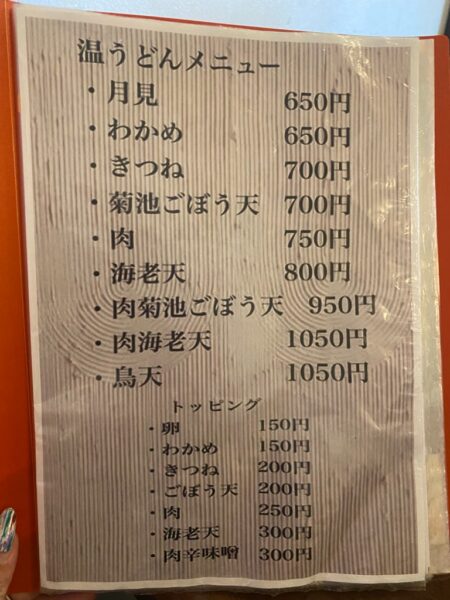 温うどんメニュー
・月見 650円
・わかめ 650円
・きつね 700円
・菊池ごぼう天 700円
・肉 750円
・海老天 800円
・肉菊池ごぼう天 950円
・肉海老天 1050円
・鳥天 1050円
トッピング
・卵 150円
・わかめ 150円
・きつね 200円
・ごぼう天 200円
・肉 250円
・海老天 300円
・肉辛味噌 300円